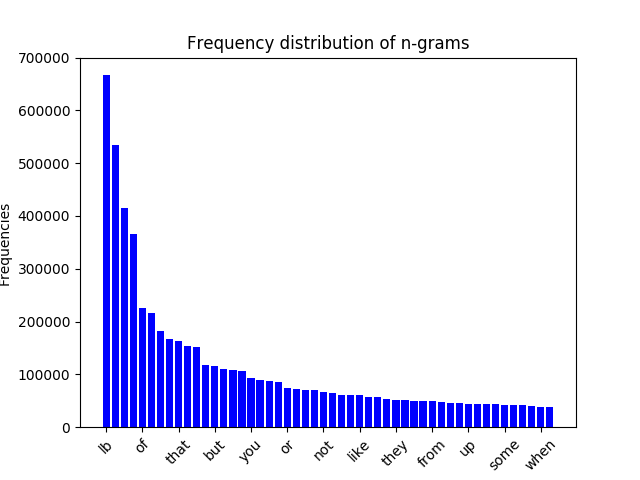 Frequency distribution of n-grams
700000
600000
500000
400000
300000
200000
100000
0
Frequencies
lb of that but you or not like they from up some when